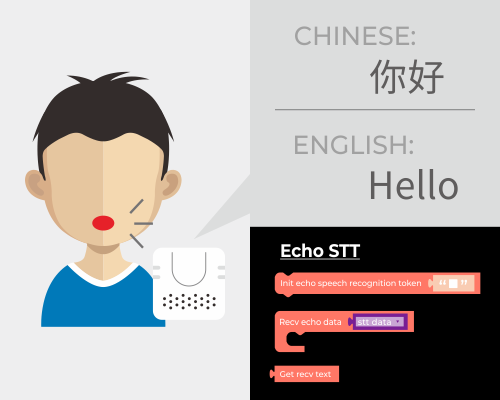 CHINESE:
你好
ENGLISH:
Hello
Echo STT
Init echo speech recognition token “ ”
Recv echo data stt data
Get recv text